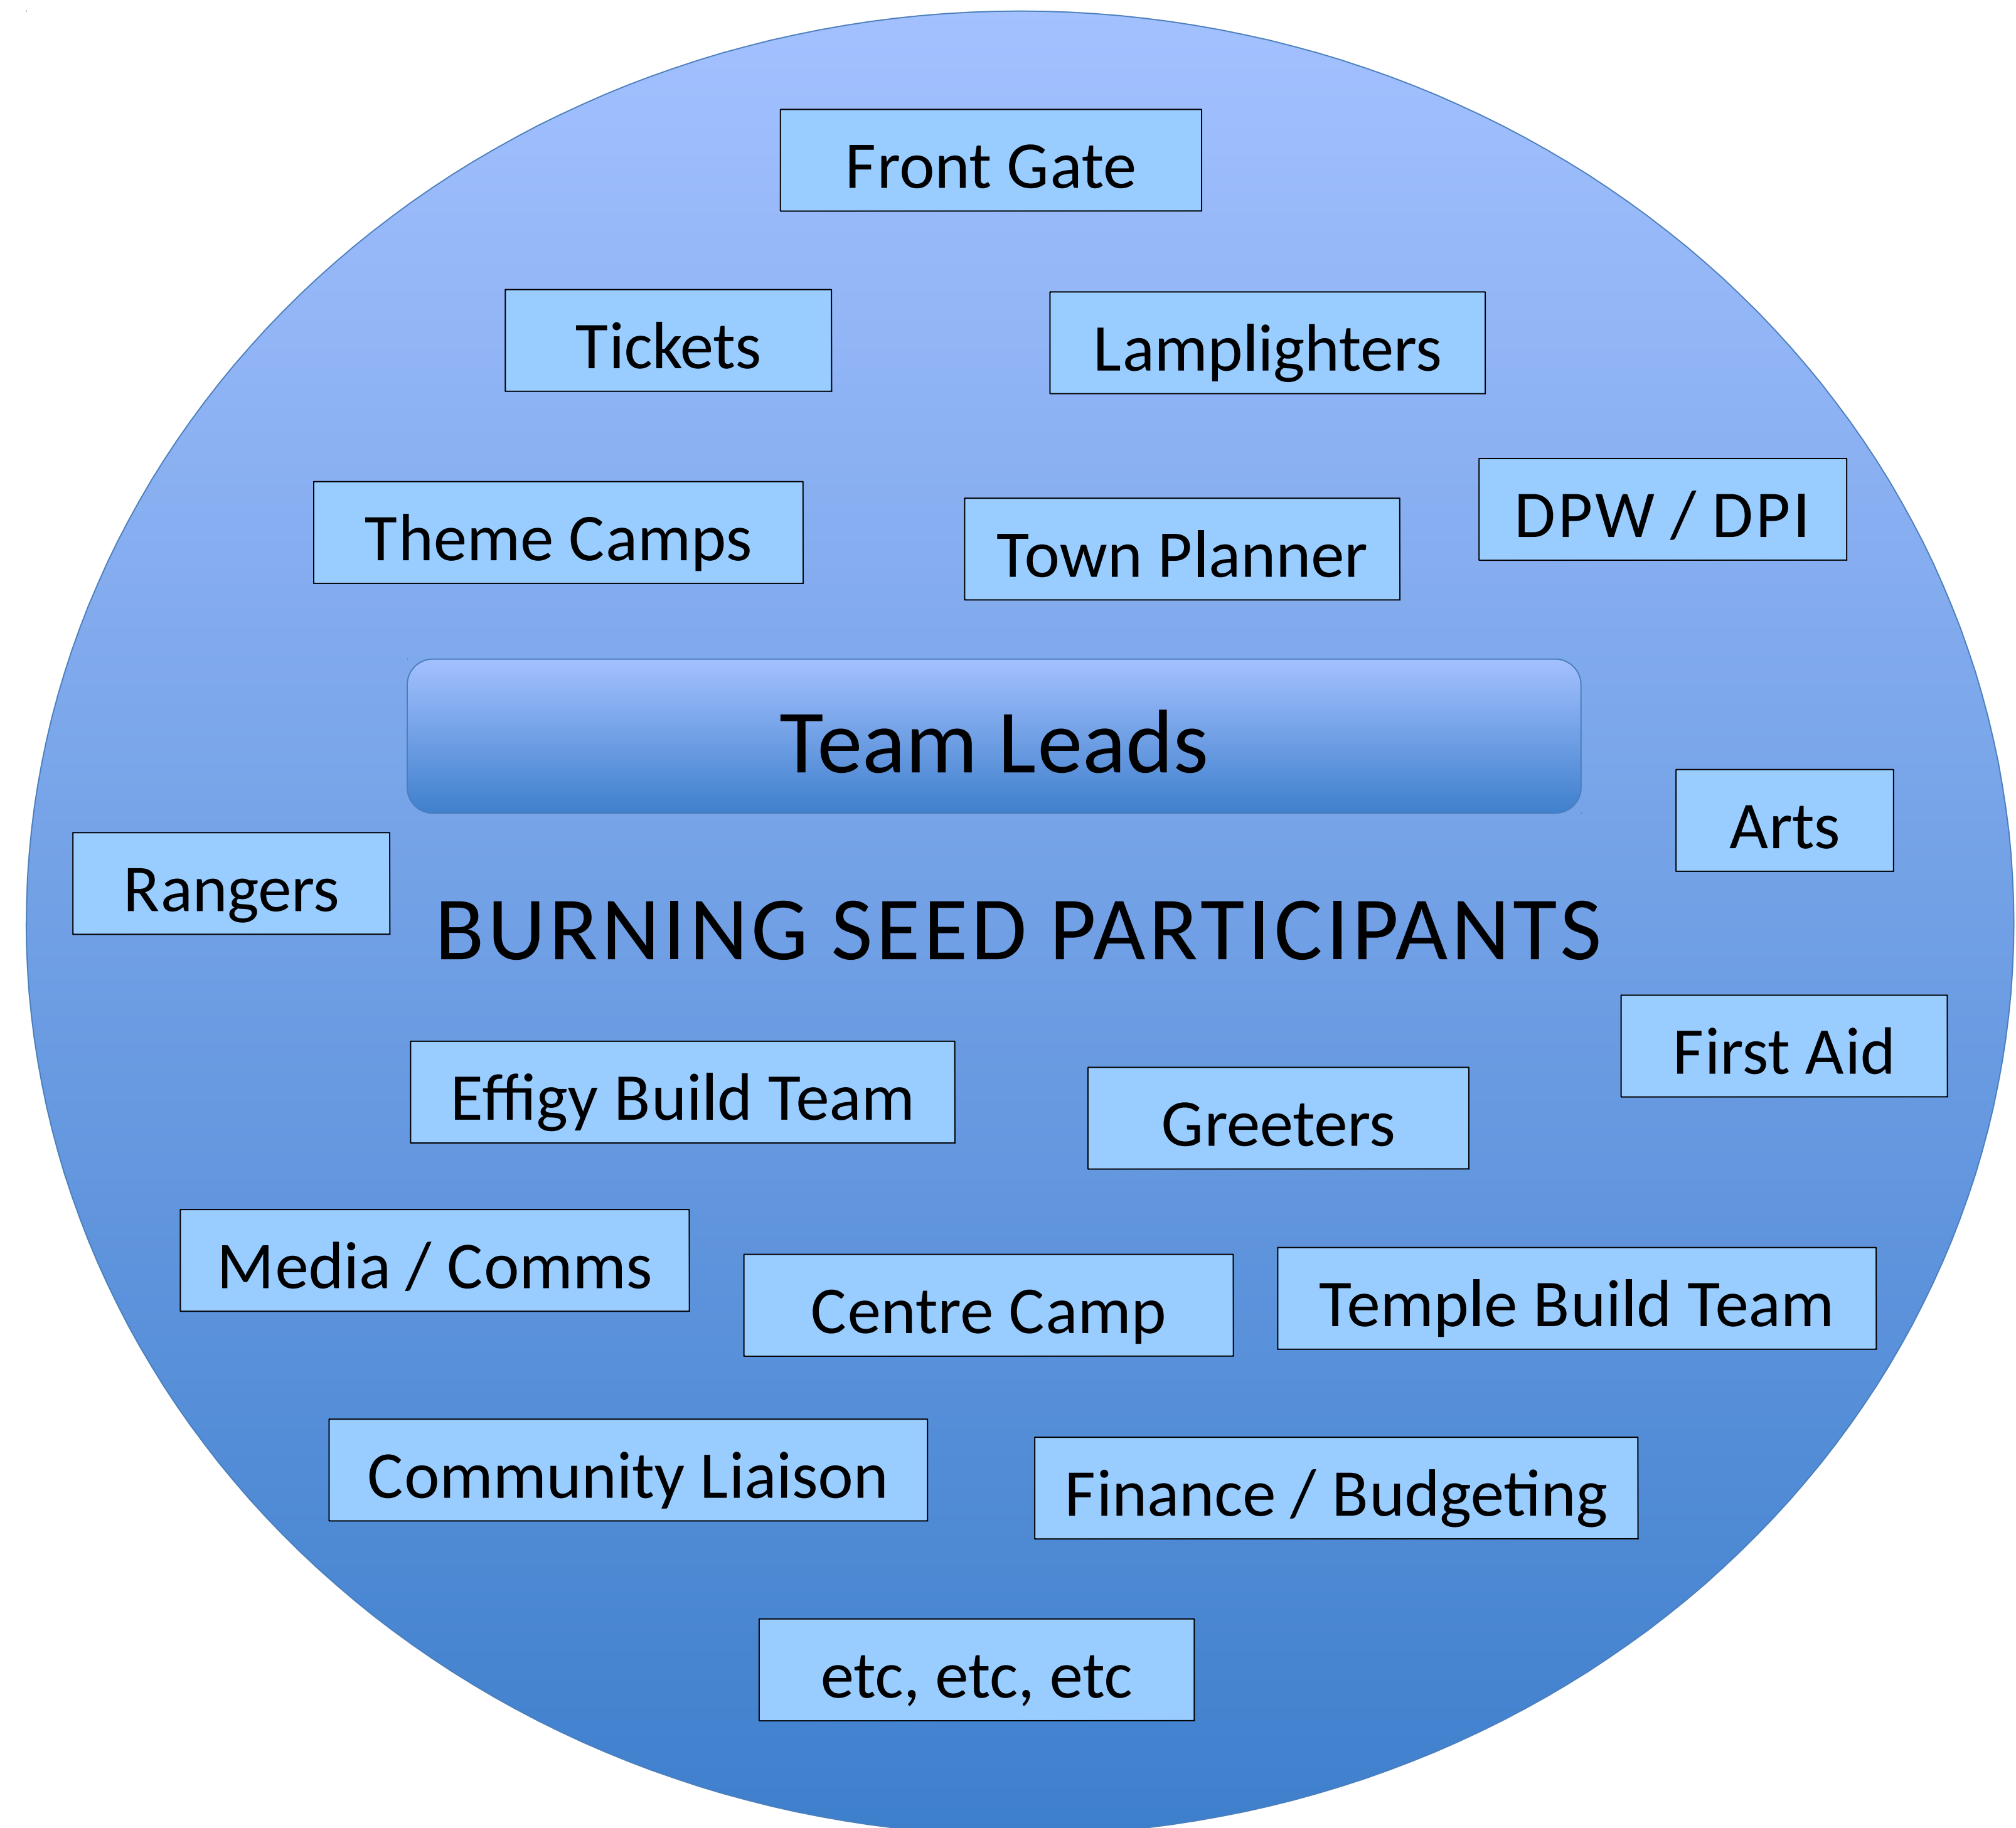 Front Gate
Tickets
Lamplighters
DPW / DPI
Theme Camps
Town Planner
Team Leads
Arts
Rangers
BURNING SEED PARTICIPANTS
First Aid
Effigy Build Team
Greeters
Media / Comms
Centre Camp
Temple Build Team
Community Liaison
Finance / Budgeting
etc, etc, etc